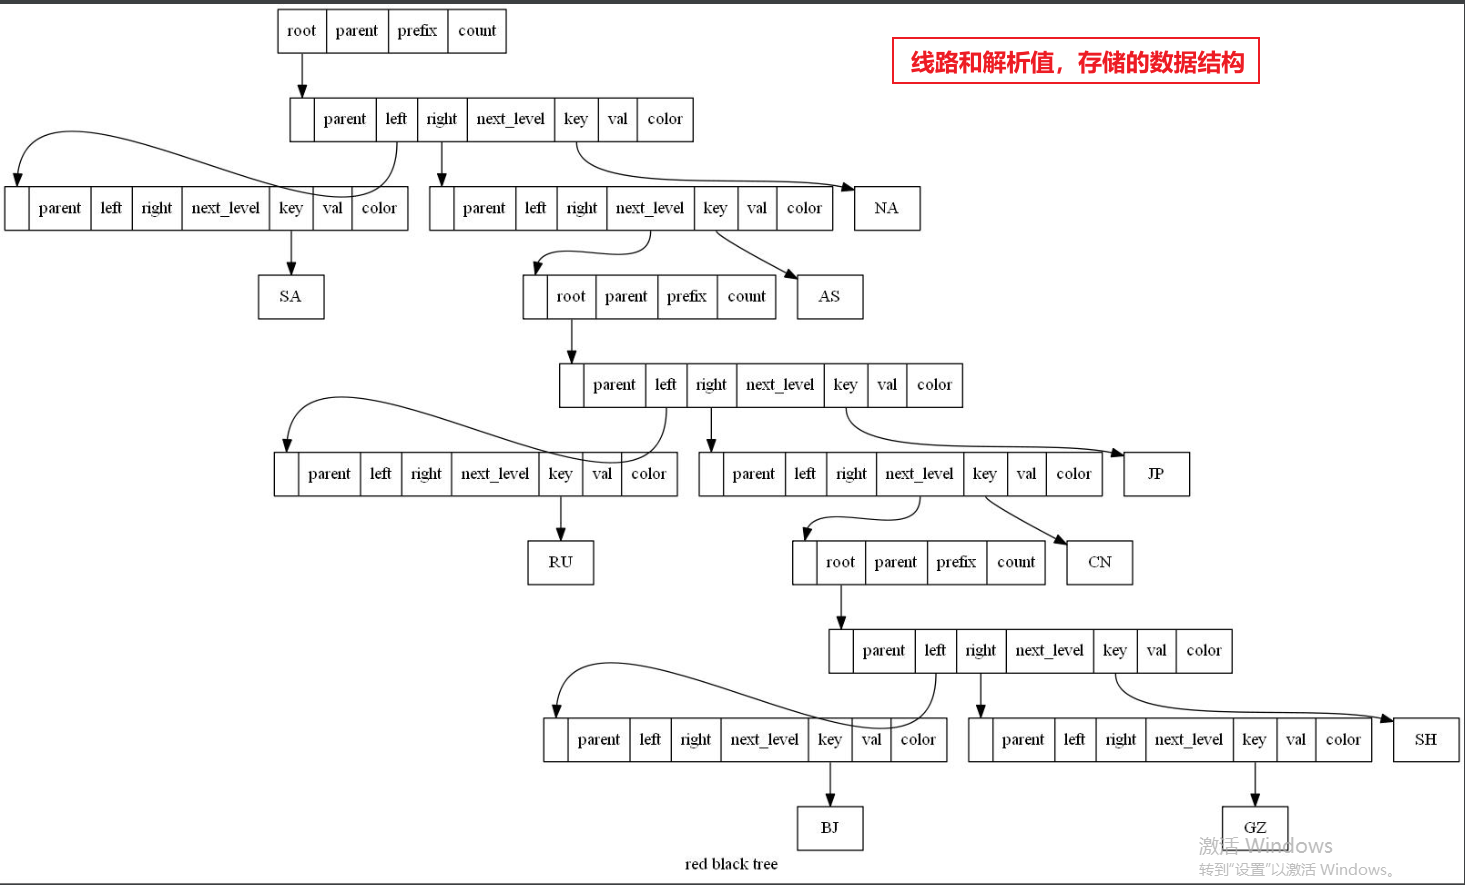 root parent prefix count
线路和解析值，存储的数据结构
parent left right next_level key val color
parent left right next_level key val color
parent left right next_level key val color
NA
SA
root parent prefix count
AS
parent left right next_level key val color
parent left right next_level key val color
parent left right next_level key val color
JP
RU
root parent prefix count
CN
parent left right next_level key val color
parent left right next_level key val color
parent left right next_level key val color
SH
BJ
GZ
激活 Windows
red black tree
转到“设置”以激活 Windows。